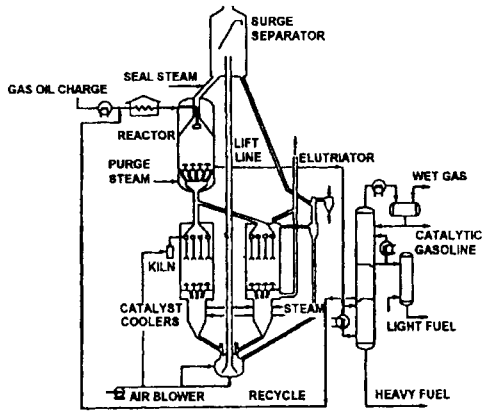 SURGE
SEPARATOR
SEAL STEAM
GAS OIL CHARGE
REACTOR
LIFT
LINE
ELUTRIATOR
PURGE
STEAM
WET GAS
CATALYTIC
GASOLINE
KILN
CATALYST
COOLERS
STEAM
LIGHT FUEL
AIR BLOWER
RECYCLE
HEAVY FUEL